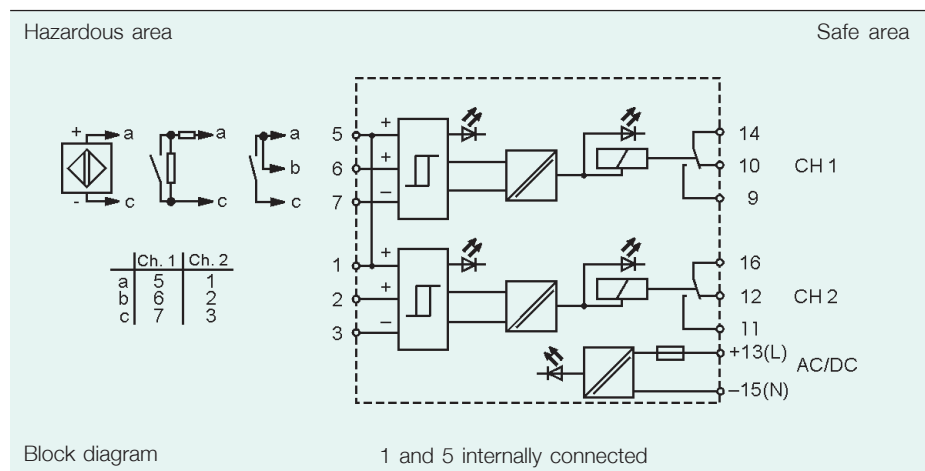 Hazardous area
Safe area
+ a
- c
a
c
a
b
c
5 +
6 +
7 –
1 +
2 +
3 –
14
10 CH 1
9
16
12 CH 2
11
+13(L) AC/DC
–15(N)
Ch. 1 Ch. 2
a 5 1
b 6 2
c 7 3
Block diagram
1 and 5 internally connected